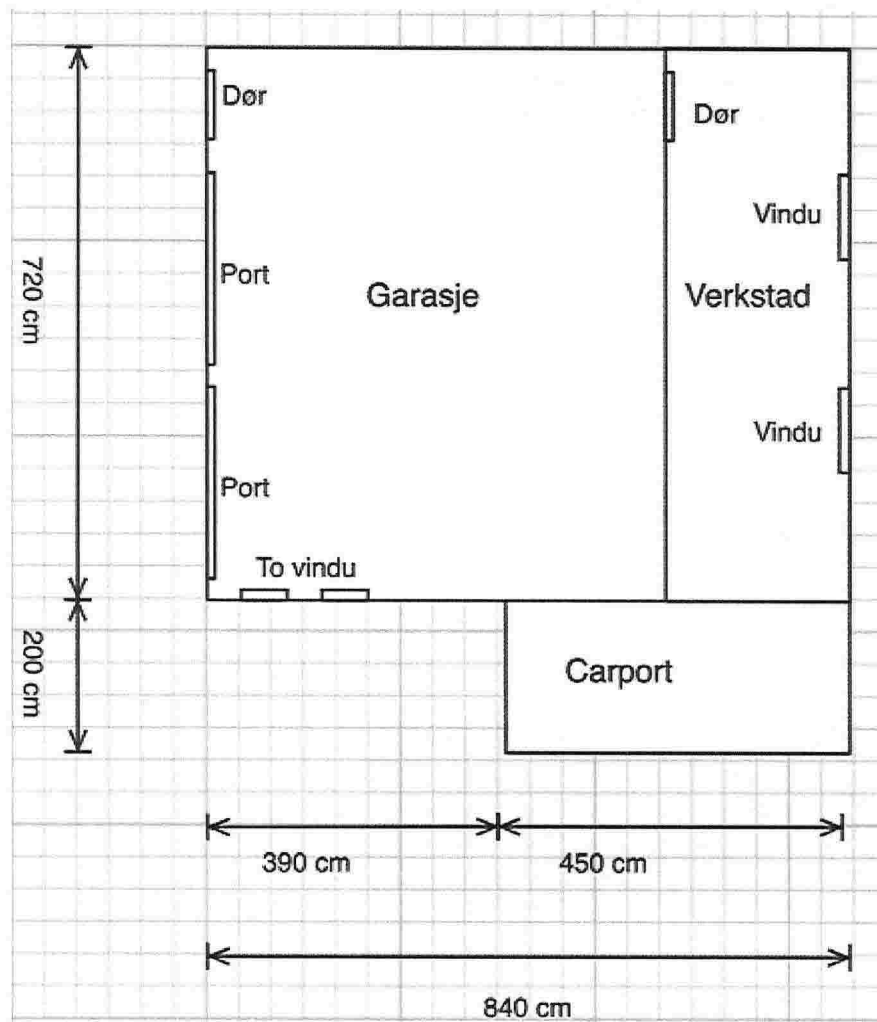 Dør
Dør
Vindu
Port
Garasje
Verkstad
720 cm
Vindu
Port
To vindu
200 cm
Carport
390 cm
450 cm
840 cm